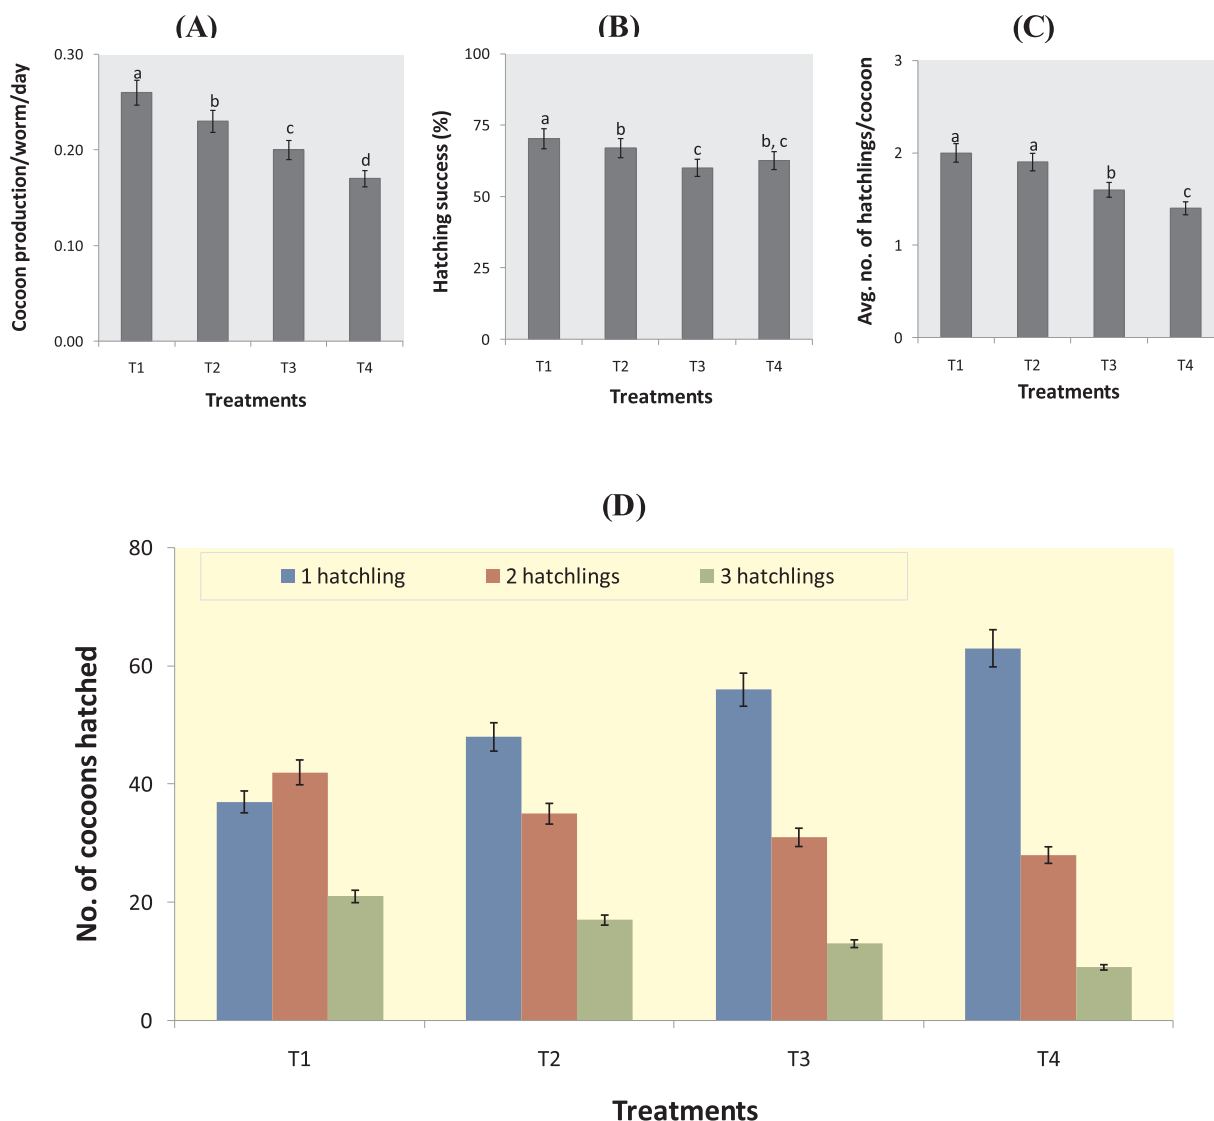 (A)
Cocoon production/worm/day
0.30
0.20
0.10
0.00
a
b
c
d
T1 T2 T3 T4
Treatments
(B)
Hatching success (%)
100
75
50
25
0
a
b
c
b, c
T1 T2 T3 T4
Treatments
(C)
Avg. no. of hatchlings/cocoon
3
2
1
0
a
a
b
c
T1 T2 T3 T4
Treatments
(D)
No. of cocoons hatched
80
60
40
20
0
1 hatchling 2 hatchlings 3 hatchlings
T1 T2 T3 T4
Treatments